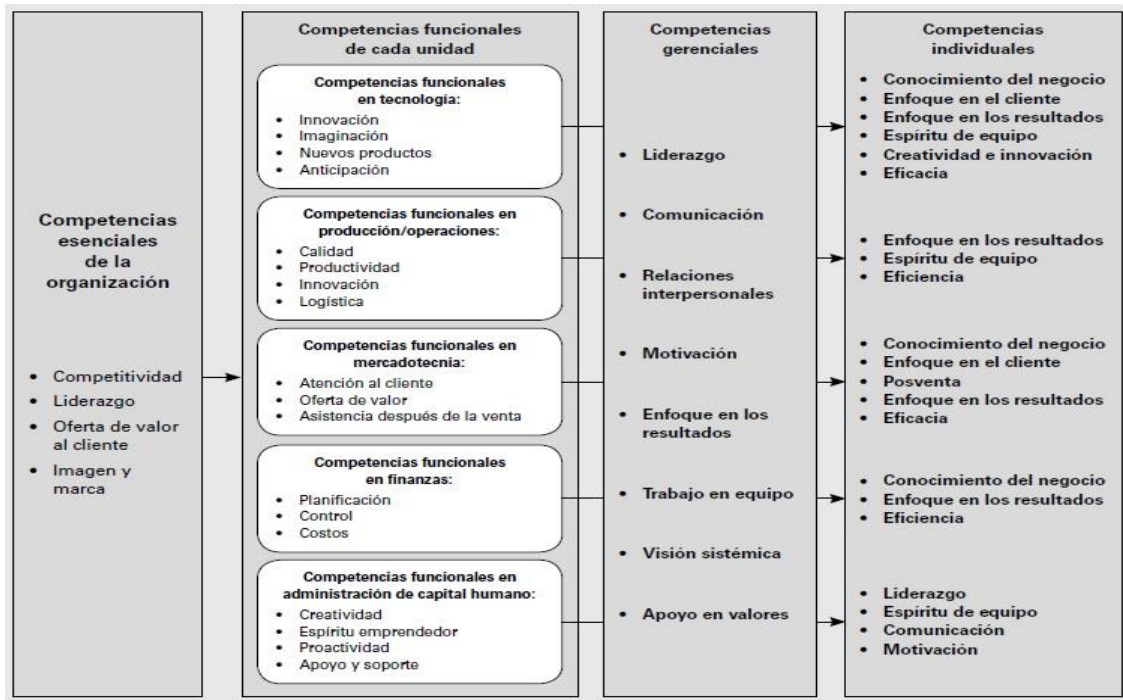 Competencias
esenciales
de la
organización
• Competitividad
• Liderazgo
• Oferta de valor
al cliente
• Imagen y
marca
Competencias funcionales
de cada unidad
Competencias funcionales
en tecnología:
• Innovación
• Imaginación
• Nuevos productos
• Anticipación
Competencias funcionales en
producción/operaciones:
• Calidad
• Productividad
• Innovación
• Logística
Competencias funcionales en
mercadotecnia:
• Atención al cliente
• Oferta de valor
• Asistencia después de la venta
Competencias funcionales
en finanzas:
• Planificación
• Control
• Costos
Competencias funcionales en
administración de capital humano:
• Creatividad
• Espíritu emprendedor
• Proactividad
• Apoyo y soporte
Competencias
gerenciales
• Liderazgo
• Comunicación
• Relaciones
interpersonales
• Motivación
• Enfoque en los
resultados
• Trabajo en equipo
• Visión sistémica
• Apoyo en valores
Competencias
individuales
• Conocimiento del negocio
• Enfoque en el cliente
• Enfoque en los resultados
• Espíritu de equipo
• Creatividad e innovación
• Eficacia
• Enfoque en los resultados
• Espíritu de equipo
• Eficiencia
• Conocimiento del negocio
• Enfoque en el cliente
• Posventa
• Enfoque en los resultados
• Eficacia
• Conocimiento del negocio
• Enfoque en los resultados
• Eficiencia
• Liderazgo
• Espíritu de equipo
• Comunicación
• Motivación